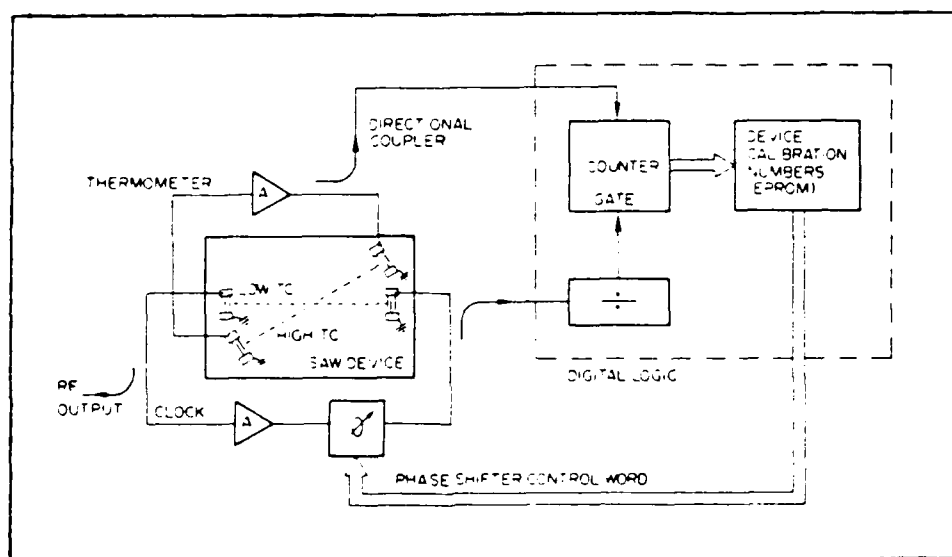 DIRECTIONAL
COUPLER
THERMOMETER
A
COUNTER
GATE
DEVICE
CALIBRATION
NUMBERS
(EPROM)
LOW TC
HIGH TC
SAW DEVICE
÷
DIGITAL LOGIC
RF
OUTPUT
CLOCK
A
PHASE SHIFTER CONTROL WORD